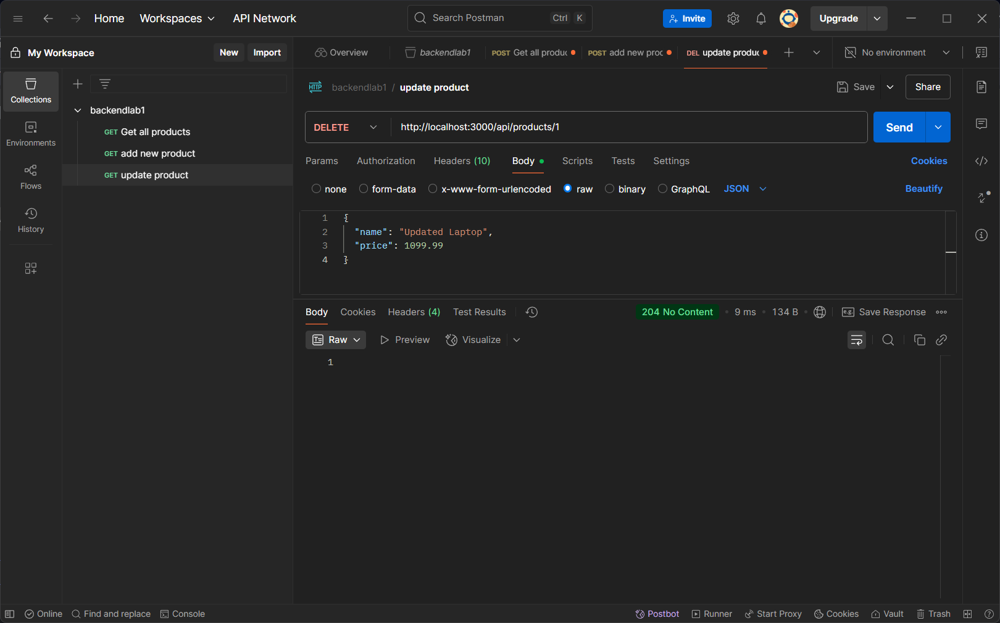 Home Workspaces API Network Search Postman Ctrl K Invite Upgrade
My Workspace New Import Overview backendlab1 POST Get all produc POST add new proc DEL update produc No environment
Collections
Environments
Flows
History
backendlab1
GET Get all products
GET add new product
GET update product
HTTP backendlab1 / update product Save Share
DELETE http://localhost:3000/api/products/1 Send
Params Authorization Headers (10) Body Scripts Tests Settings Cookies
none form-data x-www-form-urlencoded raw binary GraphQL JSON Beautify
1 {
2 "name": "Updated Laptop",
3 "price": 1099.99
4 }
Body Cookies Headers (4) Test Results 204 No Content • 9 ms • 134 B • e.g. Save Response
Raw Preview Visualize
1
Online Find and replace Console Postbot Runner Start Proxy Cookies Vault Trash